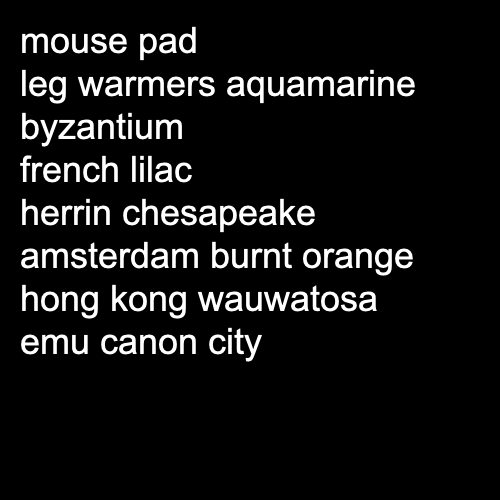 mouse pad
leg warmers aquamarine
byzantium
french lilac
herrin chesapeake
amsterdam burnt orange
hong kong wauwatosa
emu canon city